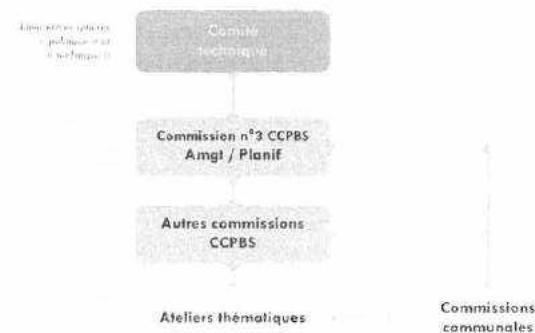 Comité
technique
Commission n°3 CCPBS
Amgt / Planif
Autres commissions
CCPBS
Ateliers thématiques
Commissions
communales